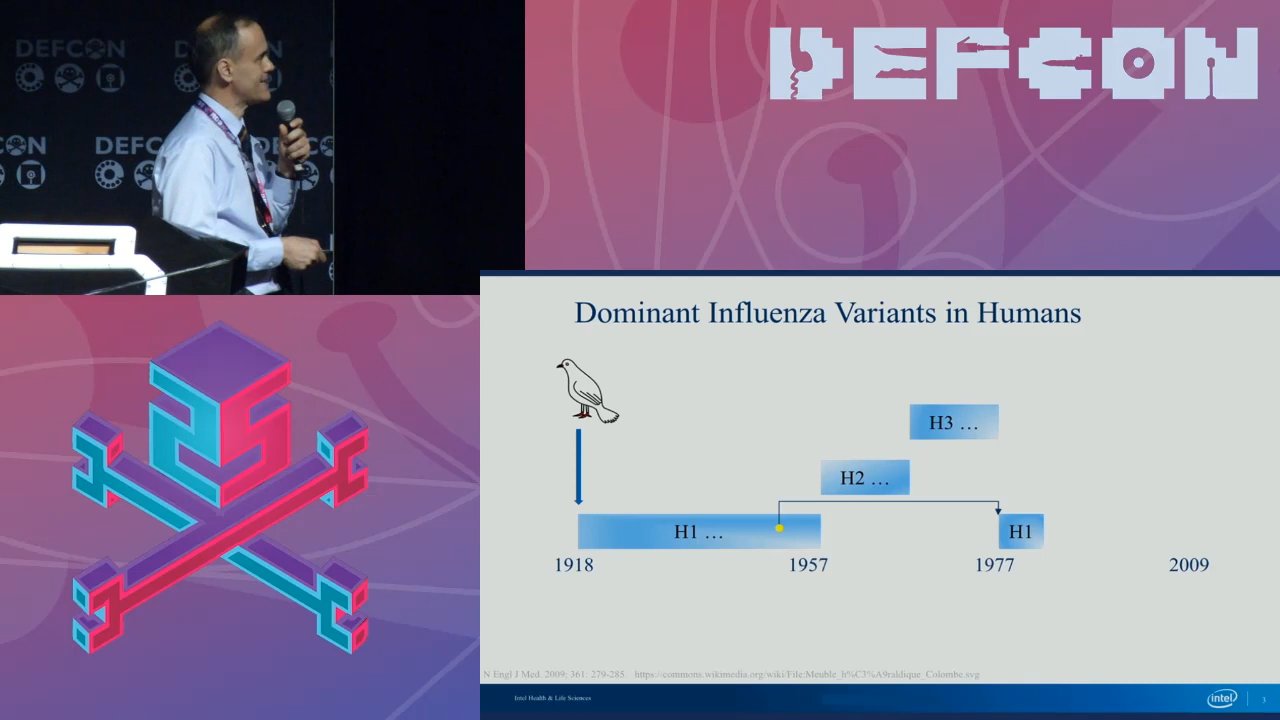 DEFCON
DEFCON
DEFCON
Dominant Influenza Variants in Humans
H3 …
H2 …
H1 …
H1
1918
1957
1977
2009
N Engl J Med. 2009; 361: 279-285 https://commons.wikimedia.org/wiki/File:Meuble_h%C3%A9raldique_Colombe.svg
Intel Health & Life Sciences
intel
3